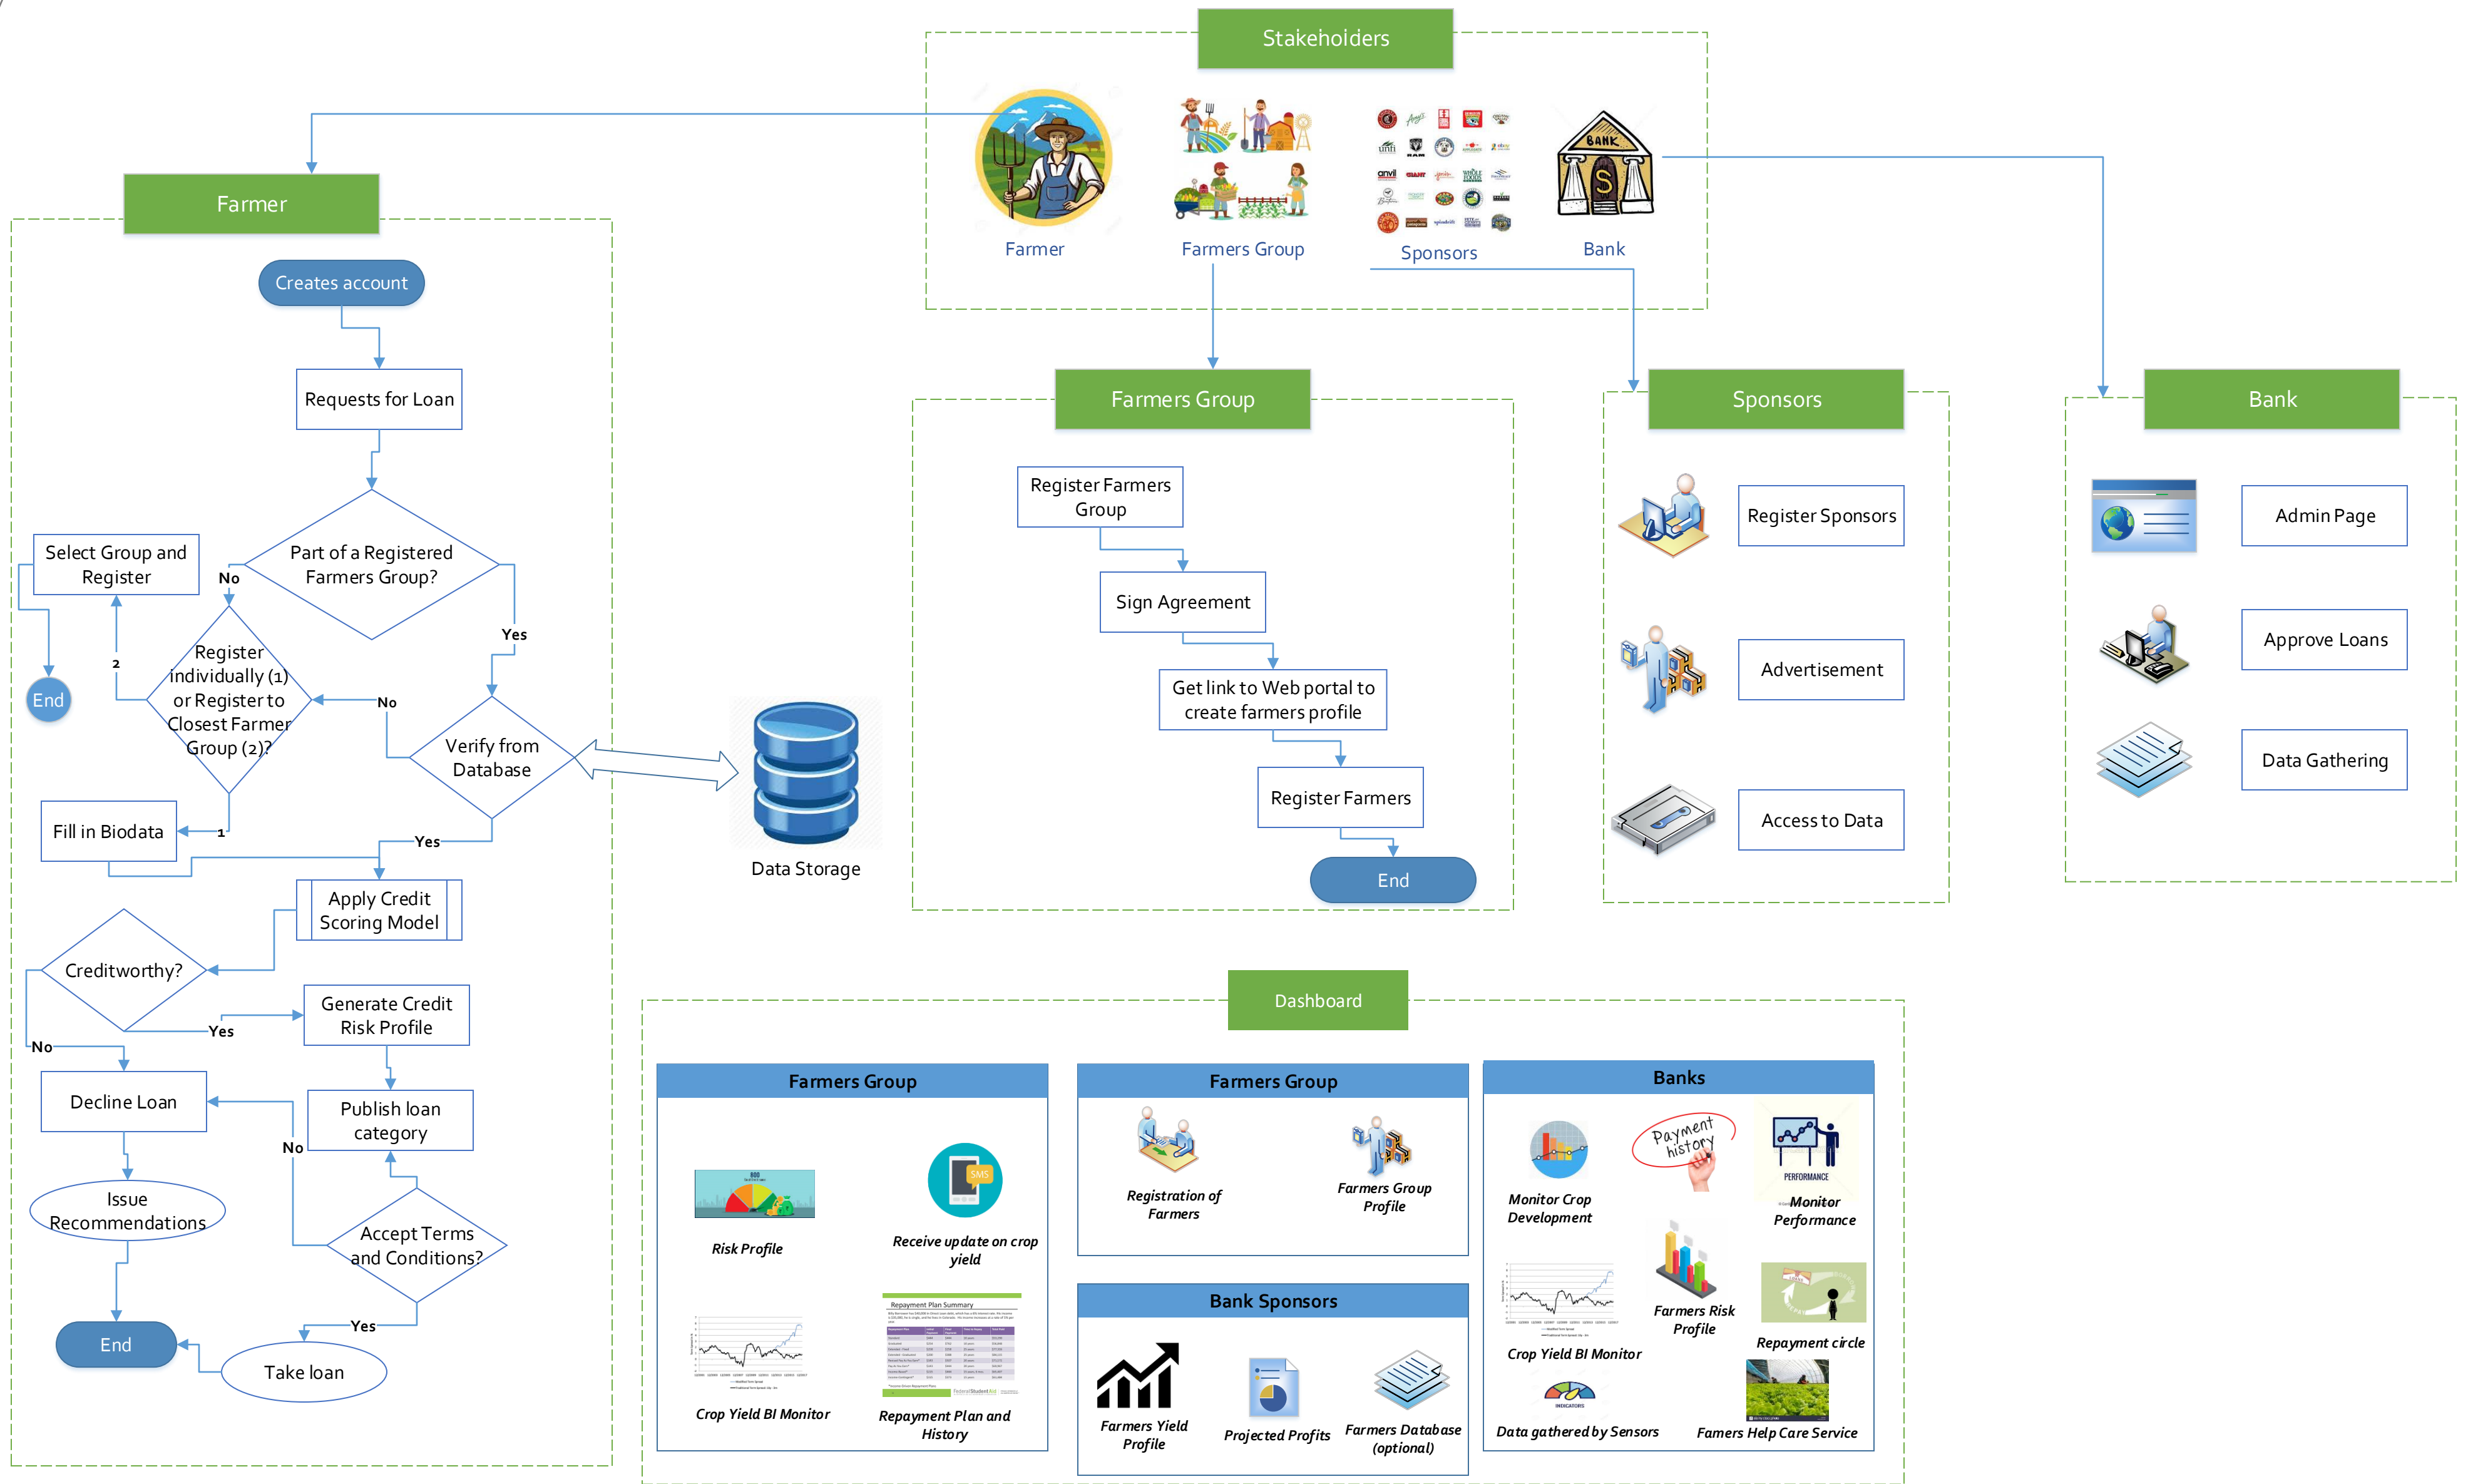 Stakeholders
BANK
Farmer
Farmers Group
Sponsors
Bank
Farmer
Creates account
Requests for Loan
Part of a Registered
Farmers Group?
No
Yes
Select Group and
Register
2
End
Register
individually (1)
or Register to
Closest Farmer
Group (2)?
No
Verify from
Database
Data Storage
1
Fill in Biodata
Yes
Apply Credit
Scoring Model
Creditworthy?
Generate Credit
Risk Profile
Yes
No
Decline Loan
Publish loan
category
No
Issue
Recommendations
Accept Terms
and Conditions?
Yes
End
Take loan
Farmers Group
Register Farmers
Group
Sign Agreement
Get link to Web portal to
create farmers profile
Register Farmers
End
Sponsors
Register Sponsors
Advertisement
Access to Data
Bank
Admin Page
Approve Loans
Data Gathering
Dashboard
Farmers Group
Risk Profile
SMS
Receive update on crop
yield
Crop Yield BI Monitor
Repayment Plan Summary
Repayment Plan and
History
Farmers Group
Registration of
Farmers
Farmers Group
Profile
Bank Sponsors
Farmers Yield
Profile
Projected Profits
Farmers Database
(optional)
Banks
Monitor Crop
Development
Payment
history
PERFORMANCE
Monitor
Performance
Crop Yield BI Monitor
Farmers Risk
Profile
Repayment circle
INDICATORS
Data gathered by Sensors
Famers Help Care Service